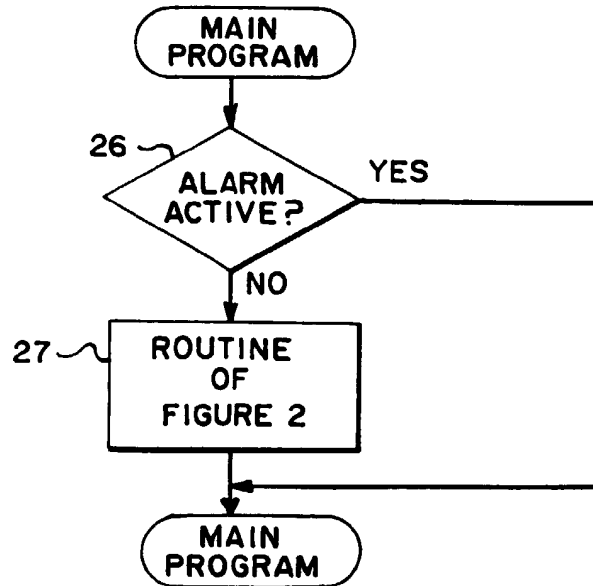 MAIN
PROGRAM
26
ALARM
ACTIVE?
YES
NO
27
ROUTINE
OF
FIGURE 2
MAIN
PROGRAM